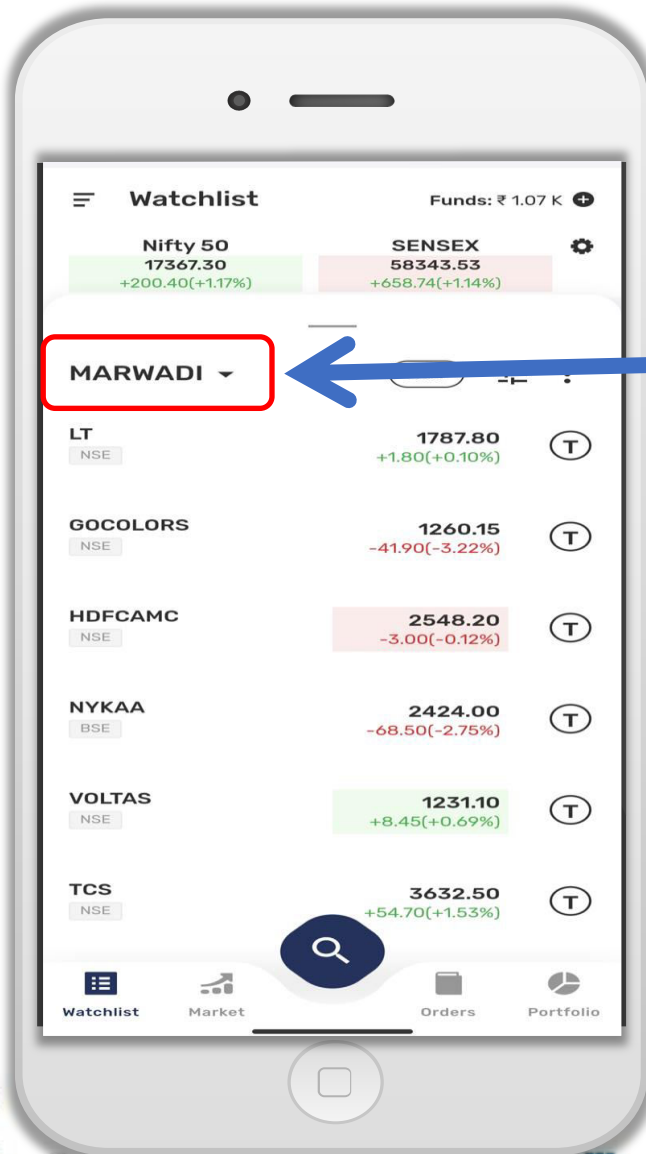 Watchlist Funds: ₹ 1.07 K
Nifty 50 SENSEX
17367.30 58343.53
+200.40(+1.17%) +658.74(+1.14%)
MARWADI
LT 1787.80 T
NSE +1.80(+0.10%)
GOCOLORS 1260.15 T
NSE -41.90(-3.22%)
HDFCAMC 2548.20 T
NSE -3.00(-0.12%)
NYKAA 2424.00 T
BSE -68.50(-2.75%)
VOLTAS 1231.10 T
NSE +8.45(+0.69%)
TCS 3632.50 T
NSE +54.70(+1.53%)
Watchlist Market Orders Portfolio